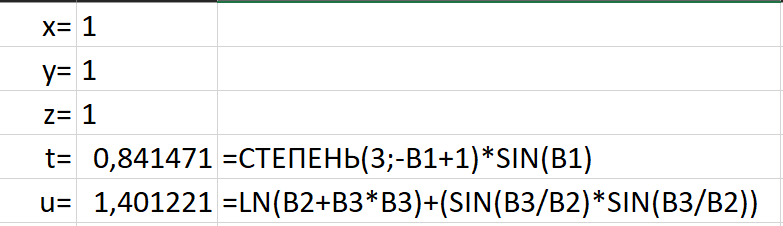 x= 1
y= 1
z= 1
t= 0,841471 =СТЕПЕНЬ(3;-B1+1)*SIN(B1)
u= 1,401221 =LN(B2+B3*B3)+(SIN(B3/B2)*SIN(B3/B2))